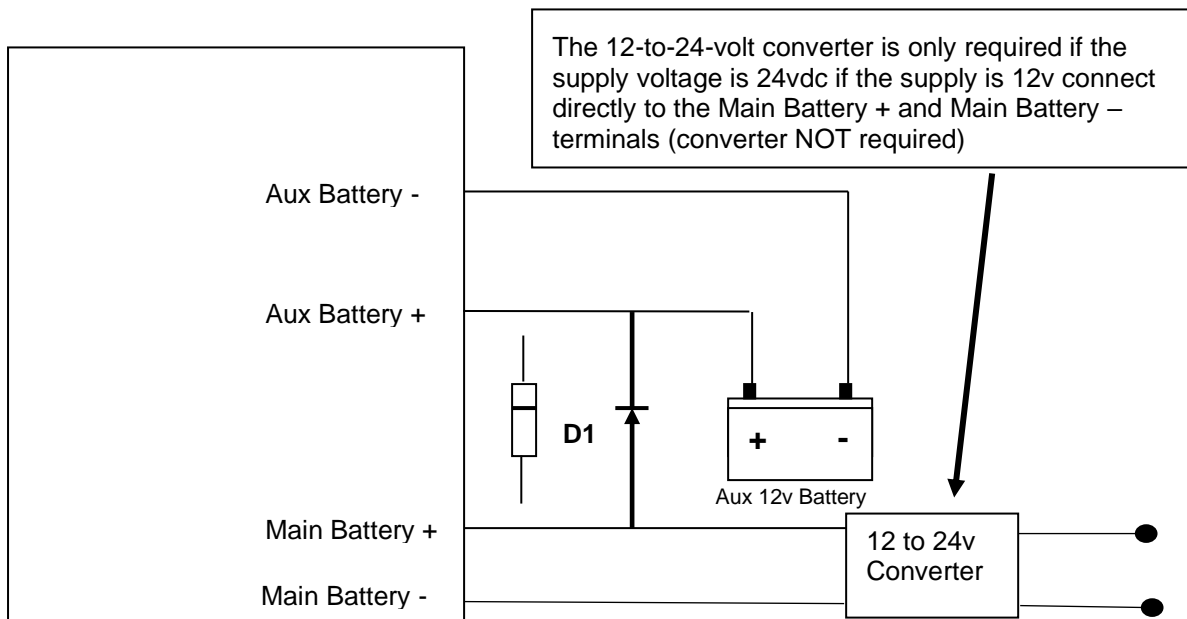 The 12-to-24-volt converter is only required if the
supply voltage is 24vdc if the supply is 12v connect
directly to the Main Battery + and Main Battery –
terminals (converter NOT required)
Aux Battery -
Aux Battery +
D1
+ -
Aux 12v Battery
Main Battery +
12 to 24v
Converter
Main Battery -